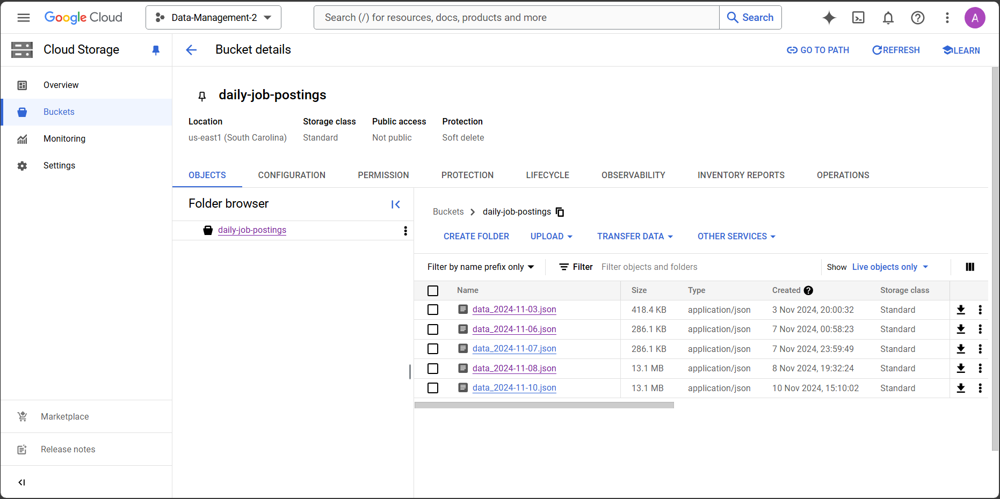 Google Cloud
Data-Management-2
Search (/) for resources, docs, products and more
Search
A
Cloud Storage
Bucket details
GO TO PATH
REFRESH
LEARN
Overview
Buckets
Monitoring
Settings
Marketplace
Release notes
daily-job-postings
Location Storage class Public access Protection
us-east1 (South Carolina) Standard Not public Soft delete
OBJECTS CONFIGURATION PERMISSION PROTECTION LIFECYCLE OBSERVABILITY INVENTORY REPORTS OPERATIONS
Folder browser
daily-job-postings
Buckets daily-job-postings
CREATE FOLDER UPLOAD TRANSFER DATA OTHER SERVICES
Filter by name prefix only Filter Filter objects and folders Show Live objects only
Name Size Type Created Storage class
data_2024-11-03.json 418.4 KB application/json 3 Nov 2024, 20:00:32 Standard
data_2024-11-06.json 286.1 KB application/json 7 Nov 2024, 00:58:23 Standard
data_2024-11-07.json 286.1 KB application/json 7 Nov 2024, 23:59:49 Standard
data_2024-11-08.json 13.1 MB application/json 8 Nov 2024, 19:32:24 Standard
data_2024-11-10.json 13.1 MB application/json 10 Nov 2024, 15:10:02 Standard